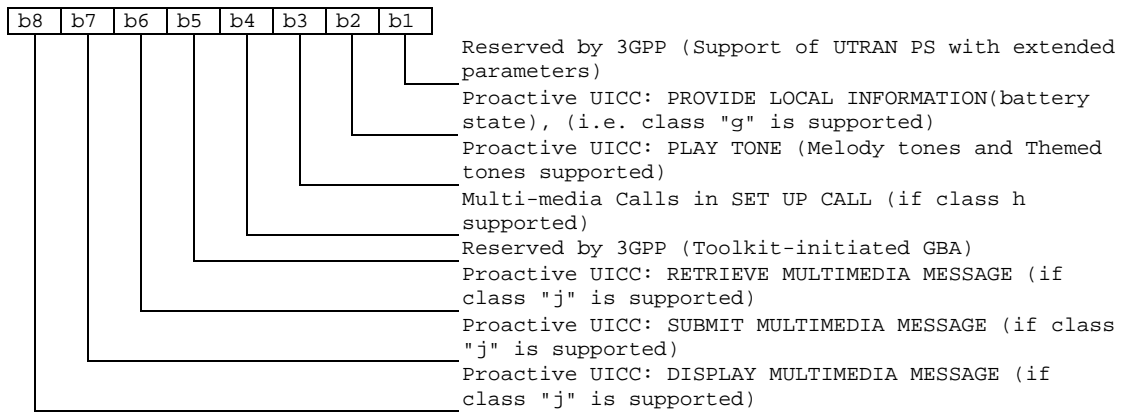 b8 b7 b6 b5 b4 b3 b2 b1
Reserved by 3GPP (Support of UTRAN PS with extended
parameters)
Proactive UICC: PROVIDE LOCAL INFORMATION(battery
state), (i.e. class "g" is supported)
Proactive UICC: PLAY TONE (Melody tones and Themed
tones supported)
Multi-media Calls in SET UP CALL (if class h
supported)
Reserved by 3GPP (Toolkit-initiated GBA)
Proactive UICC: RETRIEVE MULTIMEDIA MESSAGE (if
class "j" is supported)
Proactive UICC: SUBMIT MULTIMEDIA MESSAGE (if class
"j" is supported)
Proactive UICC: DISPLAY MULTIMEDIA MESSAGE (if
class "j" is supported)